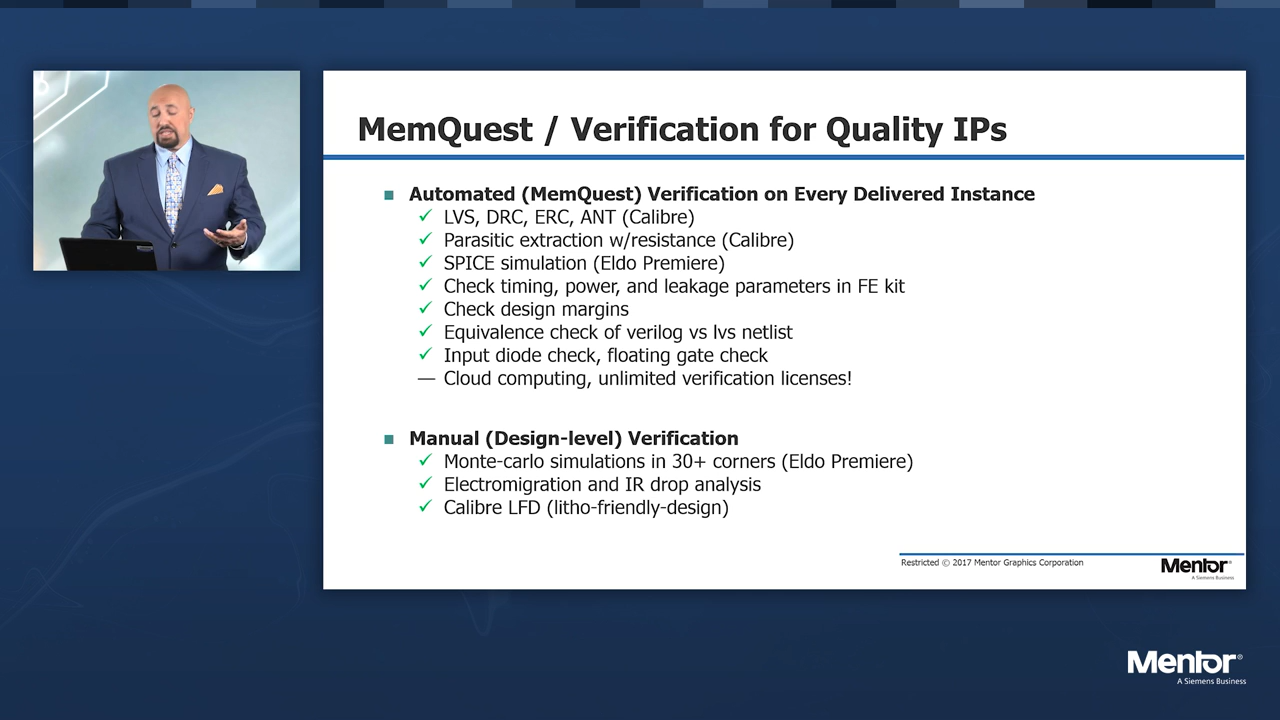 MemQuest / Verification for Quality IPs
■ Automated (MemQuest) Verification on Every Delivered Instance
✓ LVS, DRC, ERC, ANT (Calibre)
✓ Parasitic extraction w/resistance (Calibre)
✓ SPICE simulation (Eldo Premiere)
✓ Check timing, power, and leakage parameters in FE kit
✓ Check design margins
✓ Equivalence check of verilog vs lvs netlist
✓ Input diode check, floating gate check
— Cloud computing, unlimited verification licenses!
■ Manual (Design-level) Verification
✓ Monte-carlo simulations in 30+ corners (Eldo Premiere)
✓ Electromigration and IR drop analysis
✓ Calibre LFD (litho-friendly-design)
Restricted © 2017 Mentor Graphics Corporation
Mentor®
A Siemens Business
Mentor®
A Siemens Business